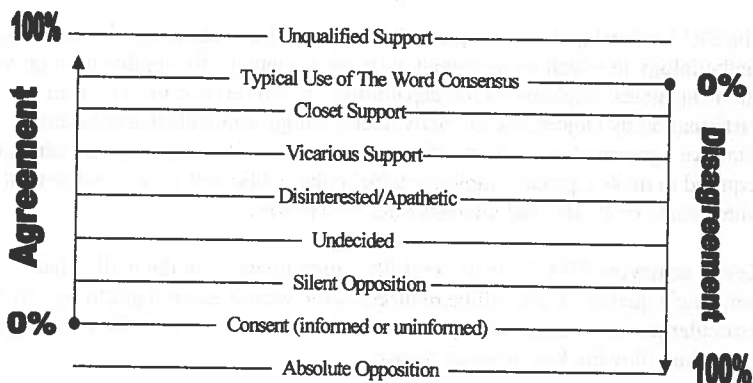 100%
Unqualified Support
Typical Use of The Word Consensus
0%
Closet Support
Vicarious Support
Agreement
Disinterested/Apathetic
Disagreement
Undecided
Silent Opposition
0%
Consent (informed or uninformed)
Absolute Opposition
100%